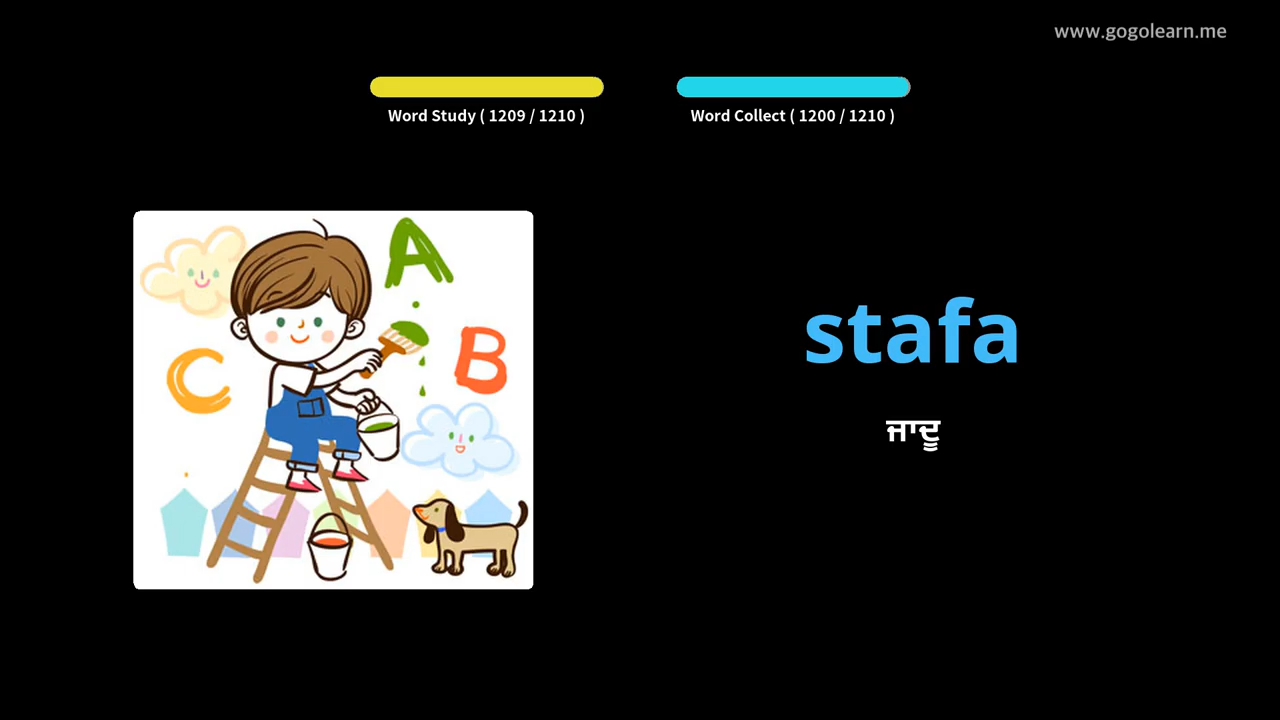 www.gogolearn.me
Word Study ( 1209 / 1210 )
Word Collect ( 1200 / 1210 )
A
B
C
stafa
ਜਾਦੂ